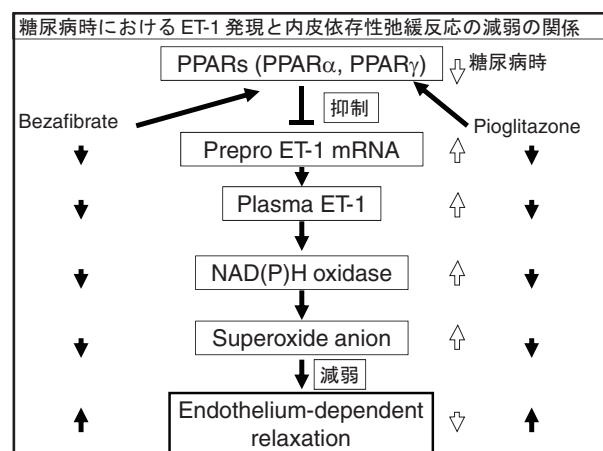 糖尿病時における ET-1 発現と内皮依存性弛緩反応の減弱の関係
PPARs (PPARα, PPARγ)
糖尿病時
抑制
Bezafibrate
Pioglitazone
Prepro ET-1 mRNA
Plasma ET-1
NAD(P)H oxidase
Superoxide anion
減弱
Endothelium-dependent
relaxation